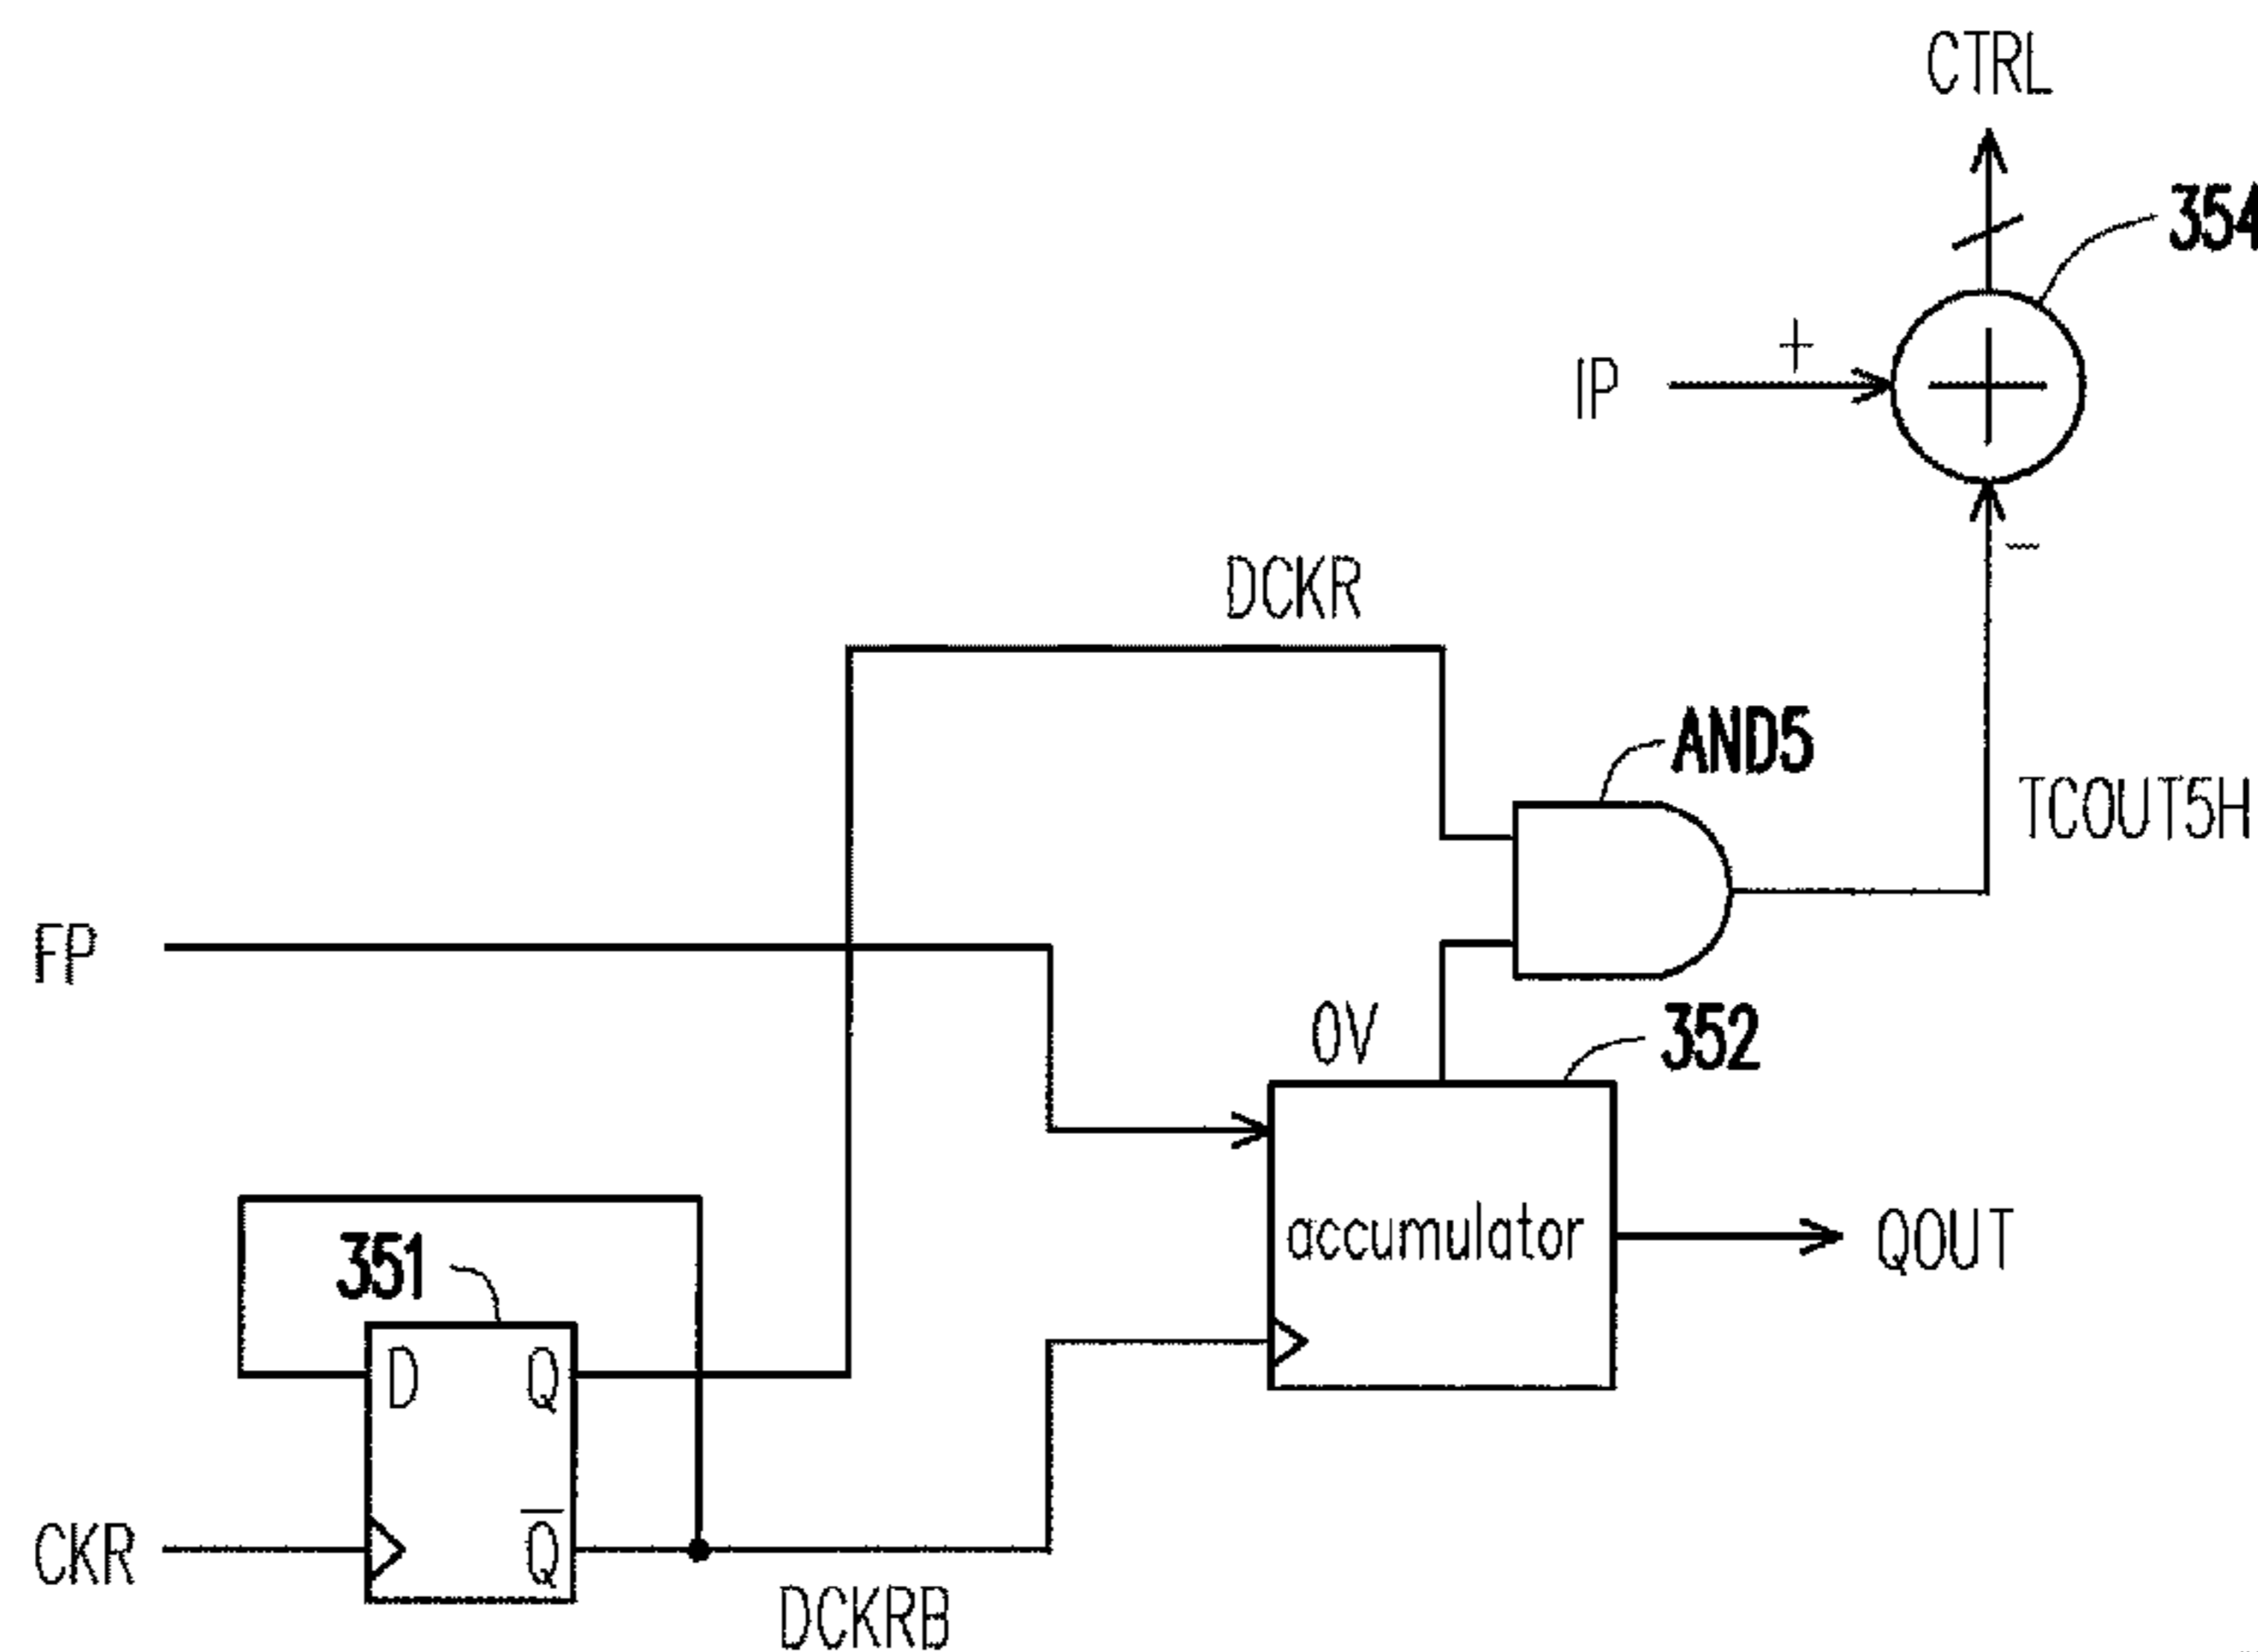 CTRL
354
+
IP
−
DCKR
AND5
TCOUT5H
FP
OV
352
accumulator
QOUT
351
D
Q
CKR
Q̅
DCKRB